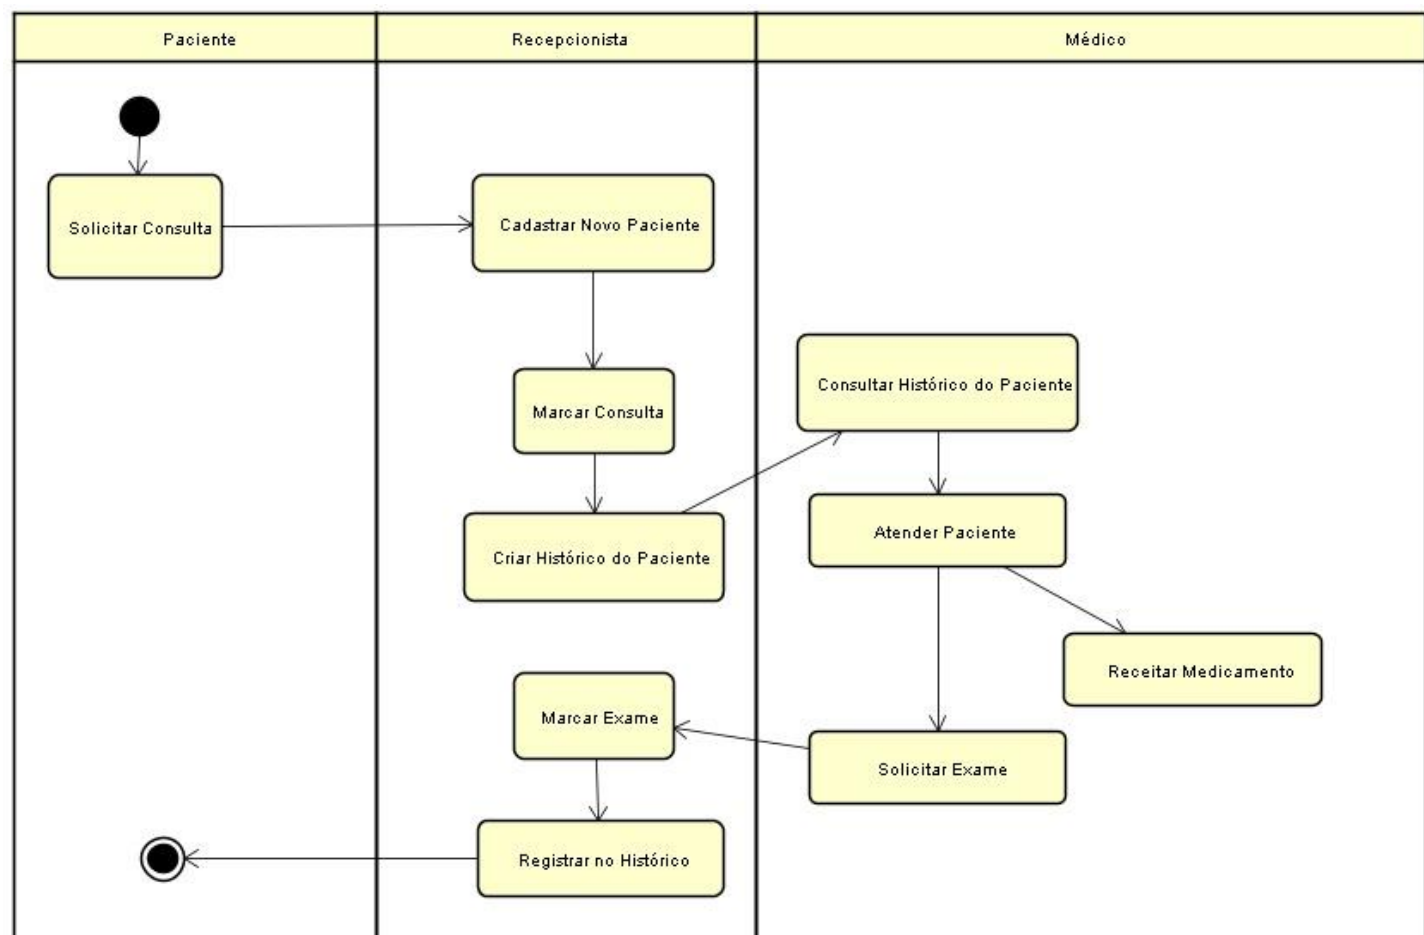 Paciente
Recepcionista
Médico
Solicitar Consulta
Cadastrar Novo Paciente
Marcar Consulta
Consultar Histórico do Paciente
Criar Histórico do Paciente
Atender Paciente
Receitar Medicamento
Marcar Exame
Solicitar Exame
Registrar no Histórico